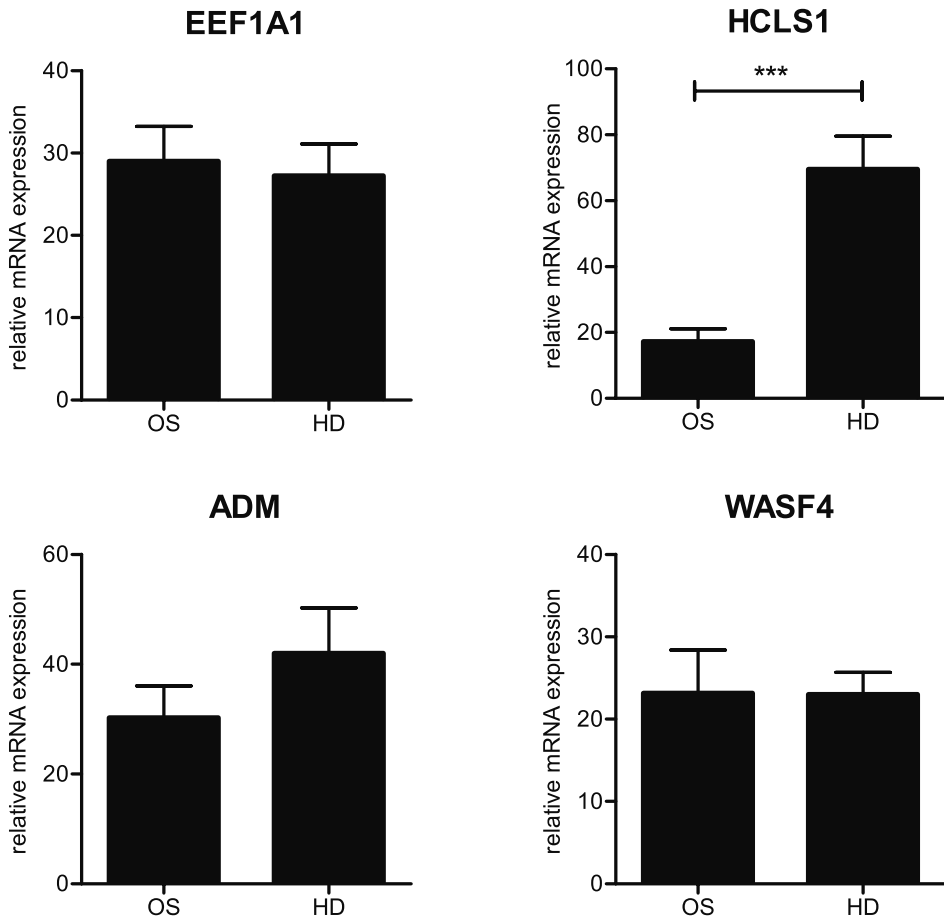 EEF1A1
relative mRNA expression
40
30
20
10
0
OS HD
HCLS1
relative mRNA expression
100
80
60
40
20
0
***
OS HD
ADM
relative mRNA expression
60
40
20
0
OS HD
WASF4
relative mRNA expression
40
30
20
10
0
OS HD